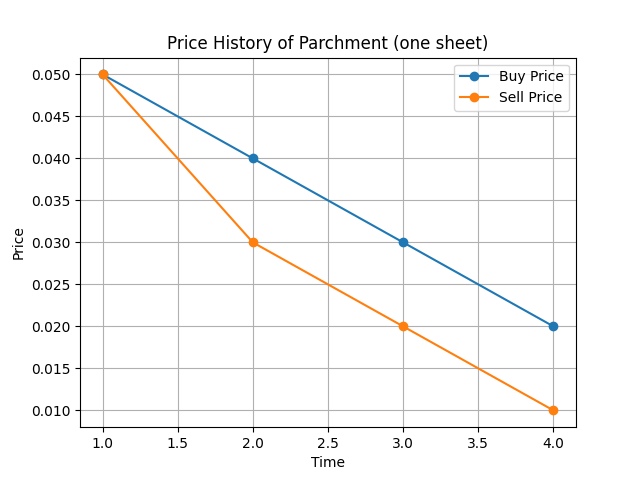 Price History of Parchment (one sheet)
Buy Price
Sell Price
0.050
0.045
0.040
0.035
0.030
0.025
0.020
0.015
0.010
Price
1.0 1.5 2.0 2.5 3.0 3.5 4.0
Time